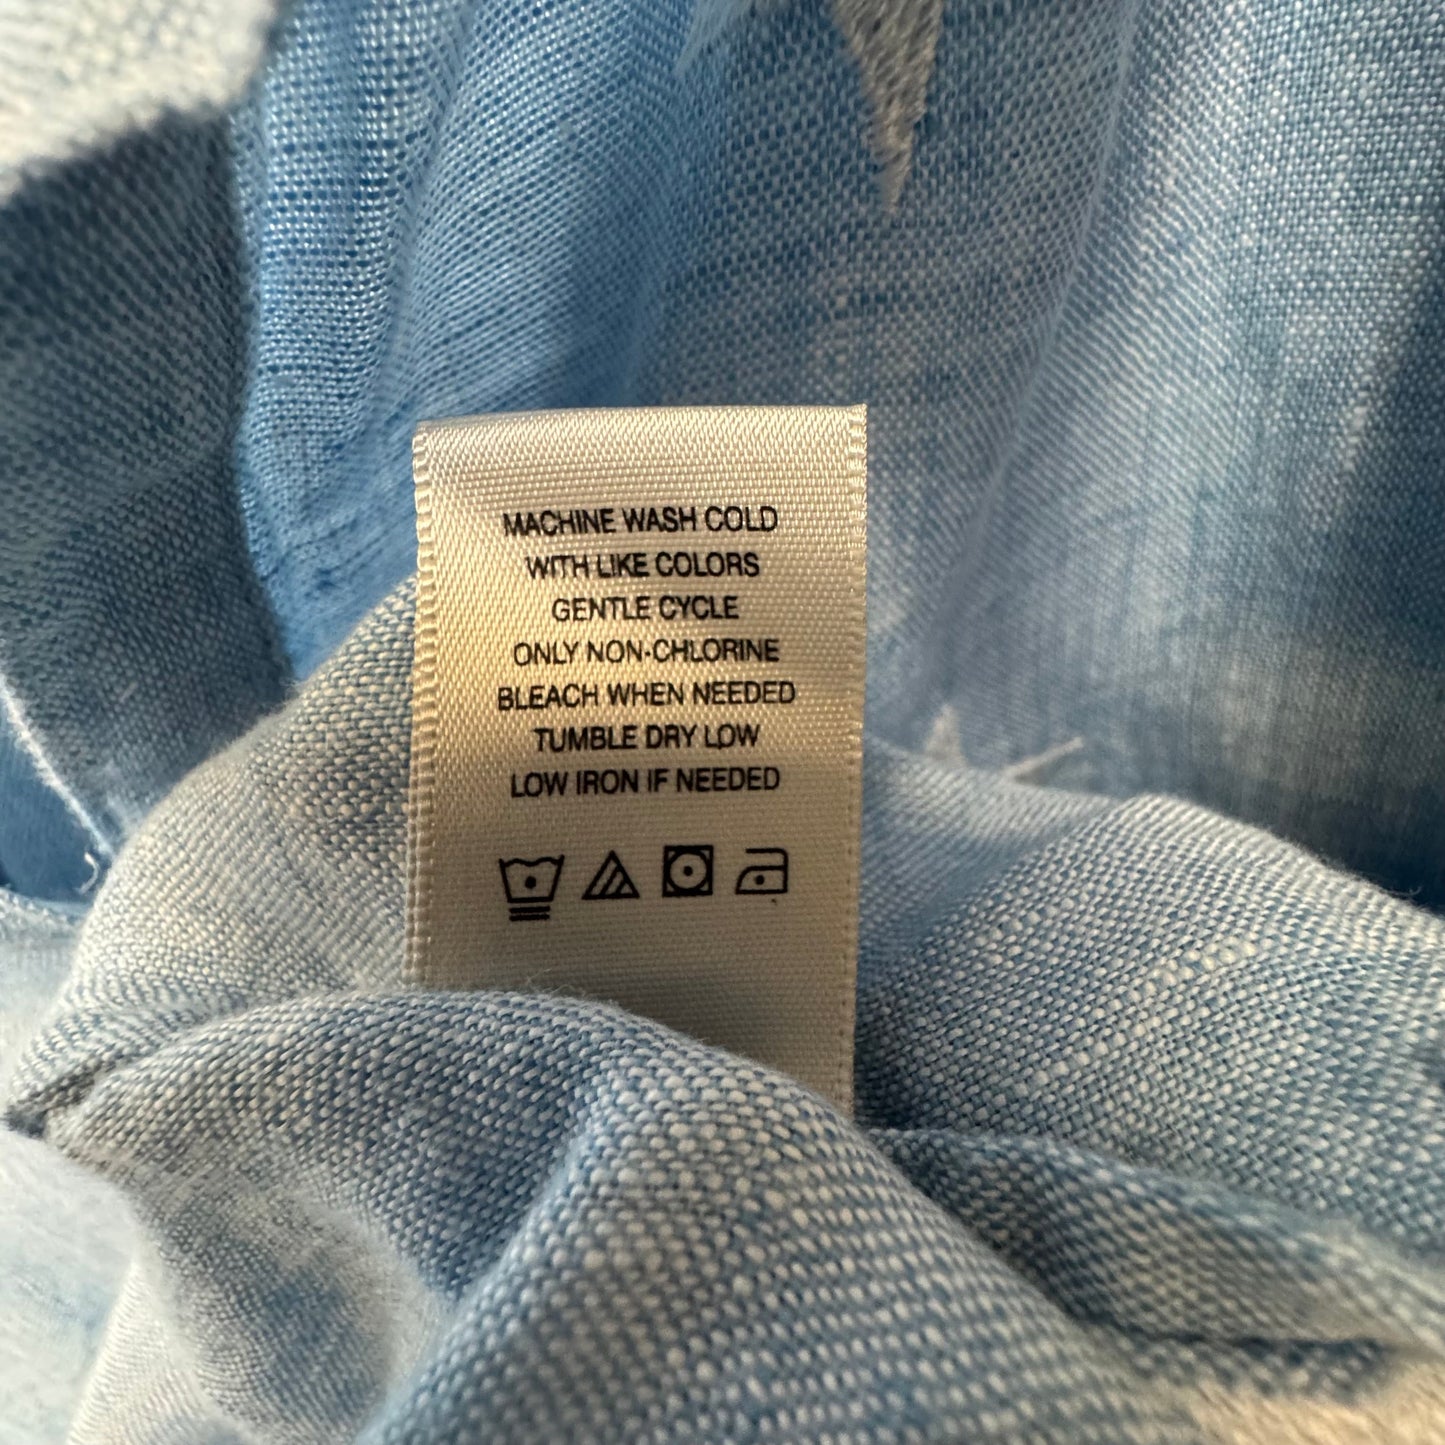 MACHINE WASH COLD
WITH LIKE COLORS
GENTLE CYCLE
ONLY NON-CHLORINE
BLEACH WHEN NEEDED
TUMBLE DRY LOW
LOW IRON IF NEEDED